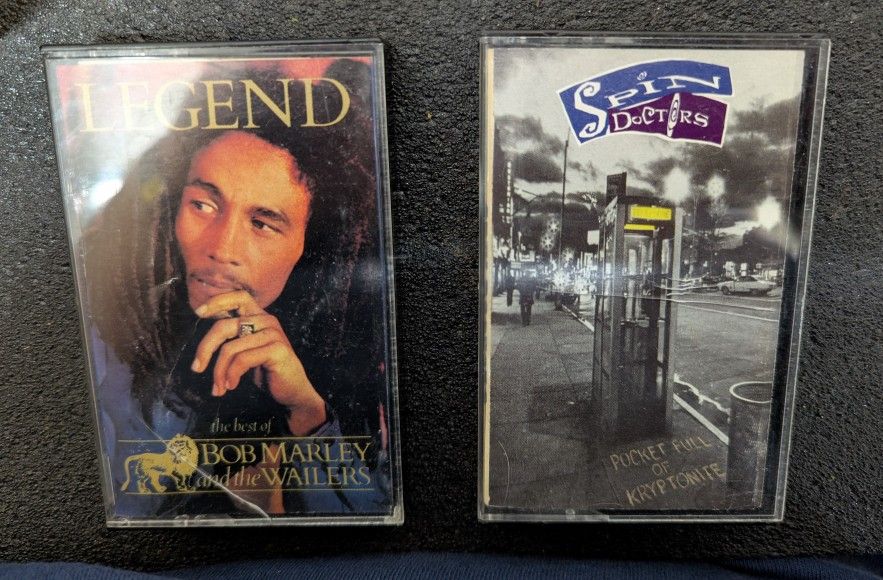 LEGEND
the best of
BOB MARLEY
and the WAILERS
SPIN
DOCTORS
POCKET FULL
OF
KRYPTONITE